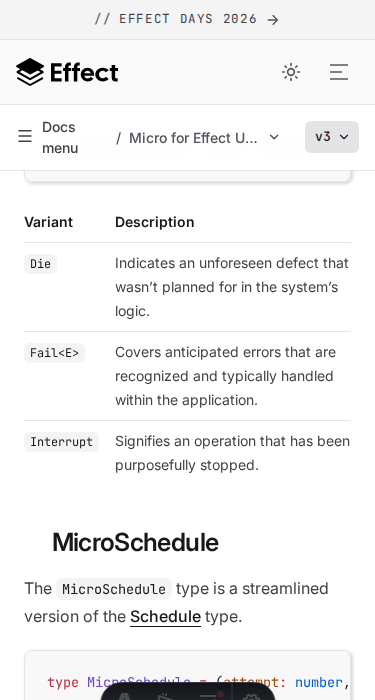 // EFFECT DAYS 2026 →
Effect
Docs menu / Micro for Effect U... v3
Variant Description
Die Indicates an unforeseen defect that
wasn’t planned for in the system’s
logic.
Fail<E> Covers anticipated errors that are
recognized and typically handled
within the application.
Interrupt Signifies an operation that has been
purposefully stopped.
MicroSchedule
The MicroSchedule type is a streamlined
version of the Schedule type.
type MicroSchedule = (attempt: number,